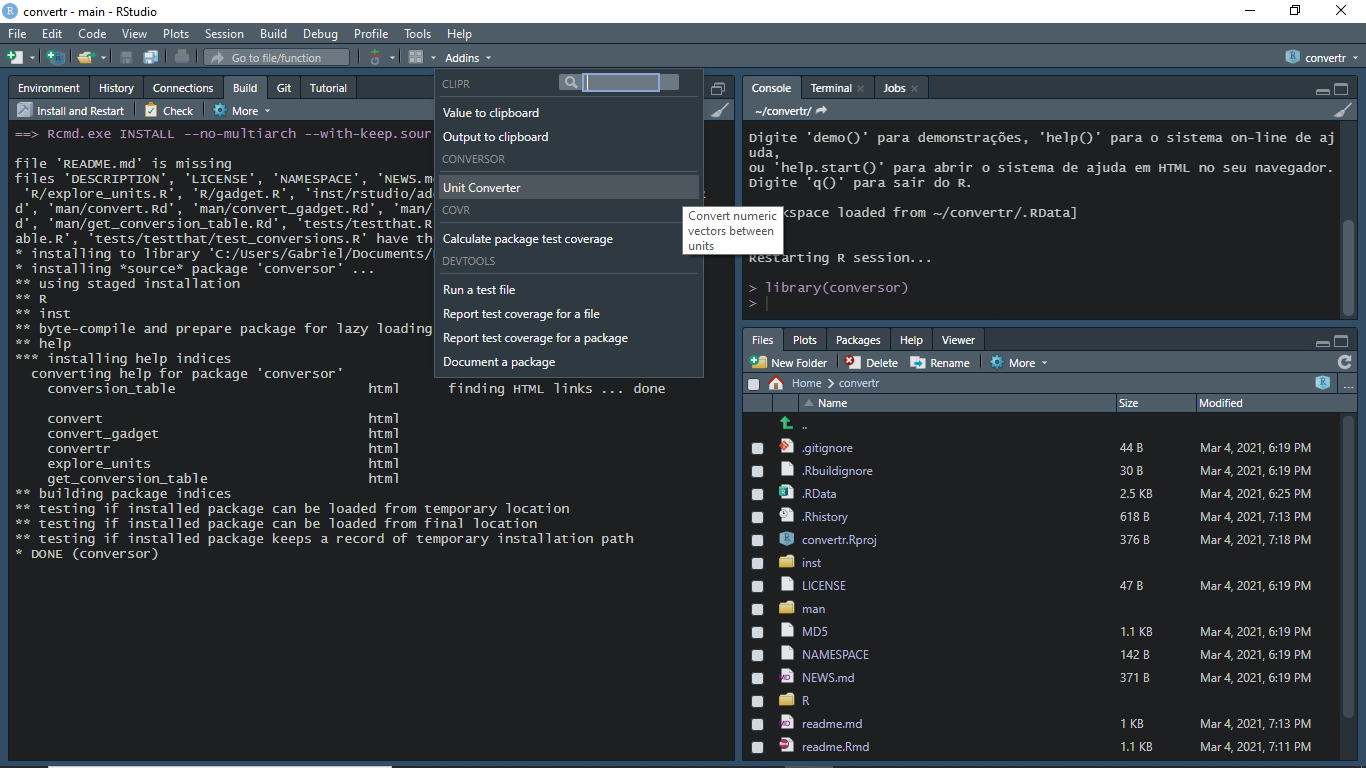 convertr - main - RStudio
File Edit Code View Plots Session Build Debug Profile Tools Help
Go to file/function Addins convertr
Environment History Connections Build Git Tutorial
Install and Restart Check More
==> Rcmd.exe INSTALL --no-multiarch --with-keep.sour
file 'README.md' is missing
files 'DESCRIPTION', 'LICENSE', 'NAMESPACE', 'NEWS.m
'R/explore_units.R', 'R/gadget.R', 'inst/rstudio/ad
d', 'man/convert.Rd', 'man/convert_gadget.Rd', 'man/
d', 'man/get_conversion_table.Rd', 'tests/testthat.R
able.R', 'tests/testthat/test_conversions.R' have th
* installing to library 'C:/Users/Gabriel/Documents/
* installing *source* package 'conversor' ...
** using staged installation
** R
** inst
** byte-compile and prepare package for lazy loading
** help
*** installing help indices
converting help for package 'conversor'
conversion_table html finding HTML links ... done
convert html
convert_gadget html
convertr html
explore_units html
get_conversion_table html
** building package indices
** testing if installed package can be loaded from temporary location
** testing if installed package can be loaded from final location
** testing if installed package keeps a record of temporary installation path
* DONE (conversor)
CLIPR
Value to clipboard
Output to clipboard
CONVERSOR
Unit Converter
COVR
Calculate package test coverage
DEVTOOLS
Run a test file
Report test coverage for a file
Report test coverage for a package
Document a package
Convert numeric
vectors between
units
Console Terminal Jobs
~/convertr/
Digite 'demo()' para demonstrações, 'help()' para o sistema on-line de aj
uda,
ou 'help.start()' para abrir o sistema de ajuda em HTML no seu navegador.
Digite 'q()' para sair do R.
kspace loaded from ~/convertr/.RData]
Restarting R session...
> library(conversor)
>
Files Plots Packages Help Viewer
New Folder Delete Rename More
Home convertr ...
Name Size Modified
..
.gitignore 44 B Mar 4, 2021, 6:19 PM
.Rbuildignore 30 B Mar 4, 2021, 6:19 PM
.RData 2.5 KB Mar 4, 2021, 6:25 PM
.Rhistory 618 B Mar 4, 2021, 7:13 PM
convertr.Rproj 376 B Mar 4, 2021, 7:18 PM
inst
LICENSE 47 B Mar 4, 2021, 6:19 PM
man
MD5 1.1 KB Mar 4, 2021, 6:19 PM
NAMESPACE 142 B Mar 4, 2021, 6:19 PM
NEWS.md 371 B Mar 4, 2021, 6:19 PM
R
readme.md 1 KB Mar 4, 2021, 7:13 PM
readme.Rmd 1.1 KB Mar 4, 2021, 7:11 PM